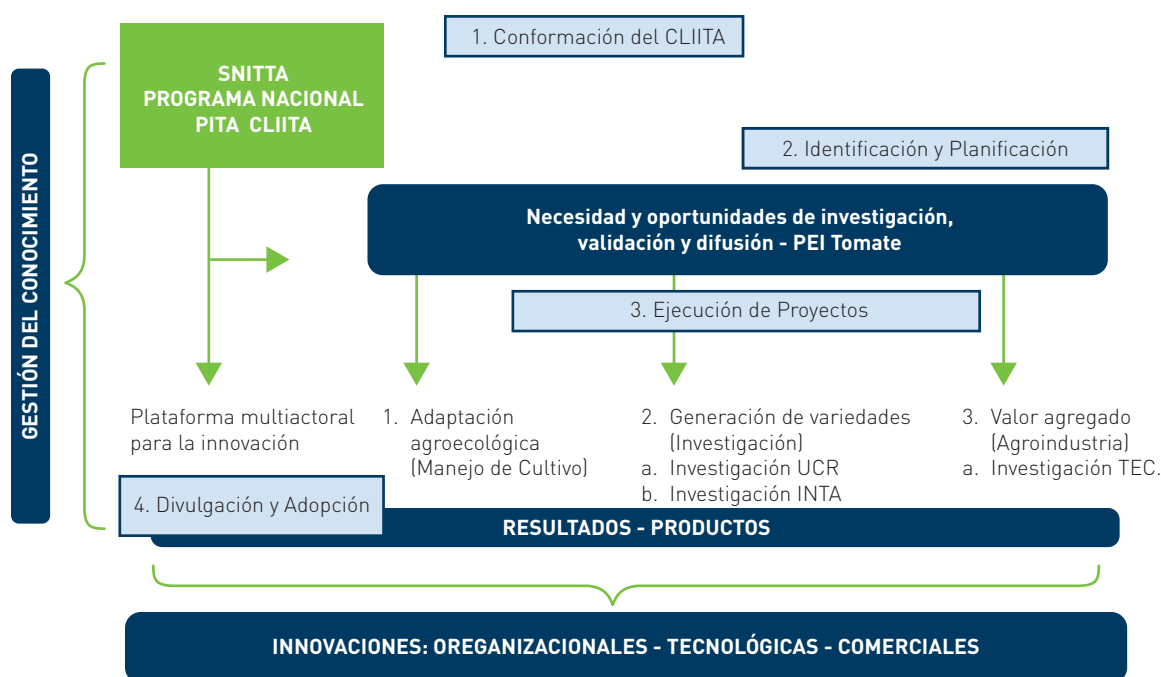 1. Conformación del CLIITA
SNITTA
PROGRAMA NACIONAL
PITA CLIITA
GESTIÓN DEL CONOCIMIENTO
2. Identificación y Planificación
Necesidad y oportunidades de investigación,
validación y difusión - PEI Tomate
3. Ejecución de Proyectos
Plataforma multiactoral
para la innovación
1. Adaptación
agroecológica
(Manejo de Cultivo)
2. Generación de variedades
(Investigación)
a. Investigación UCR
b. Investigación INTA
3. Valor agregado
(Agroindustria)
a. Investigación TEC.
4. Divulgación y Adopción
RESULTADOS - PRODUCTOS
INNOVACIONES: OREGANIZACIONALES - TECNOLÓGICAS - COMERCIALES